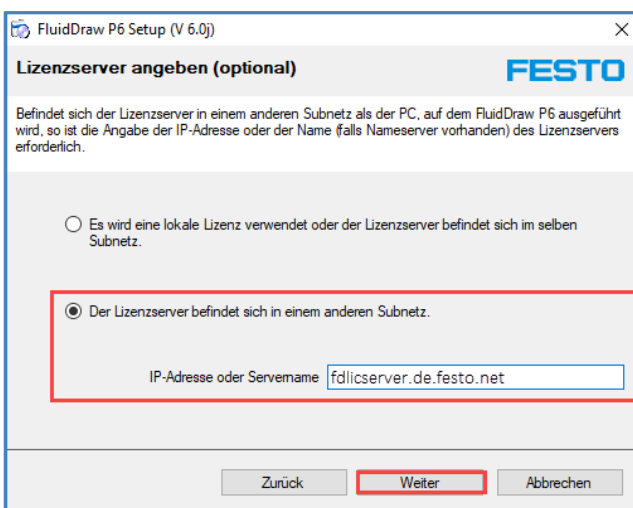 FluidDraw P6 Setup (V 6.0j)
Lizenzserver angeben (optional)
FESTO
Befindet sich der Lizenzserver in einem anderen Subnetz als der PC, auf dem FluidDraw P6 ausgeführt
wird, so ist die Angabe der IP-Adresse oder der Name (falls Nameserver vorhanden) des Lizenzservers
erforderlich.
Es wird eine lokale Lizenz verwendet oder der Lizenzserver befindet sich im selben
Subnetz.
Der Lizenzserver befindet sich in einem anderen Subnetz.
IP-Adresse oder Servername fdlicserver.de.festo.net
Zurück Weiter Abbrechen